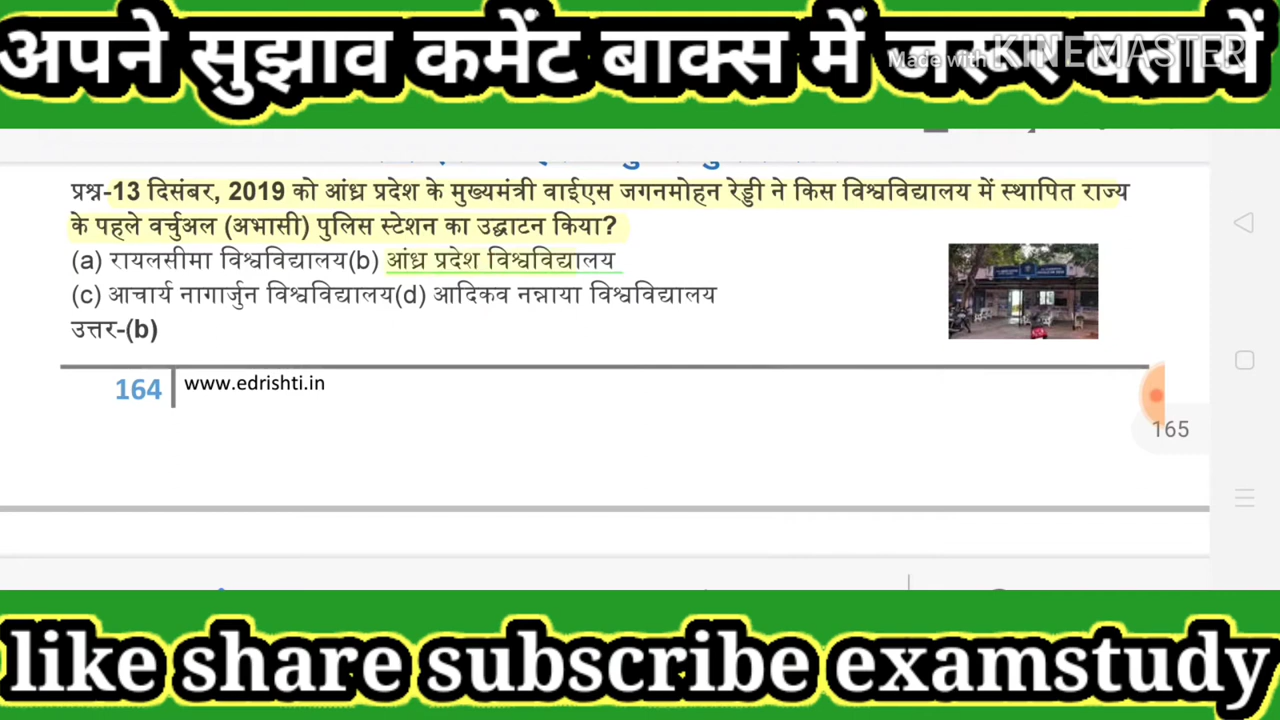 अपने सुझाव कमेंट बाक्स में जरूर बतायें
Made with KINEMASTER
प्रश्न-13 दिसंबर, 2019 को आंध्र प्रदेश के मुख्यमंत्री वाईएस जगनमोहन रेड्डी ने किस विश्वविद्यालय में स्थापित राज्य
के पहले वर्चुअल (अभासी) पुलिस स्टेशन का उद्घाटन किया?
(a) रायलसीमा विश्वविद्यालय(b) आंध्र प्रदेश विश्वविद्यालय
(c) आचार्य नागार्जुन विश्वविद्यालय(d) आदिकव नन्नाया विश्वविद्यालय
उत्तर-(b)
164 www.edrishti.in
165
like share subscribe examstudy